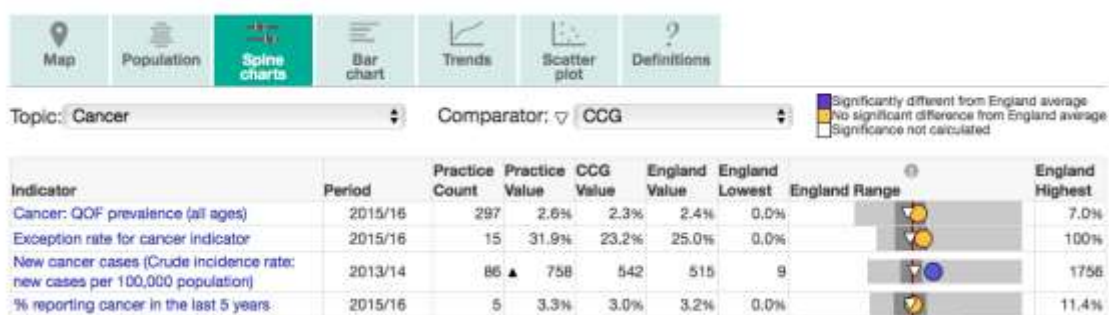 Map Population Spine charts Bar chart Trends Scatter plot Definitions
Topic: Cancer Comparator: CCG
Significantly different from England average
No significant difference from England average
Significance not calculated
Indicator Period Practice Count Practice Value CCG Value England Value England Lowest England Range England Highest
Cancer: QOF prevalence (all ages) 2015/16 297 2.6% 2.3% 2.4% 0.0% 7.0%
Exception rate for cancer indicator 2015/16 15 31.9% 23.2% 25.0% 0.0% 100%
New cancer cases (Crude incidence rate:
new cases per 100,000 population) 2013/14 86 ▲ 758 542 515 9 1756
% reporting cancer in the last 5 years 2015/16 5 3.3% 3.0% 3.2% 0.0% 11.4%